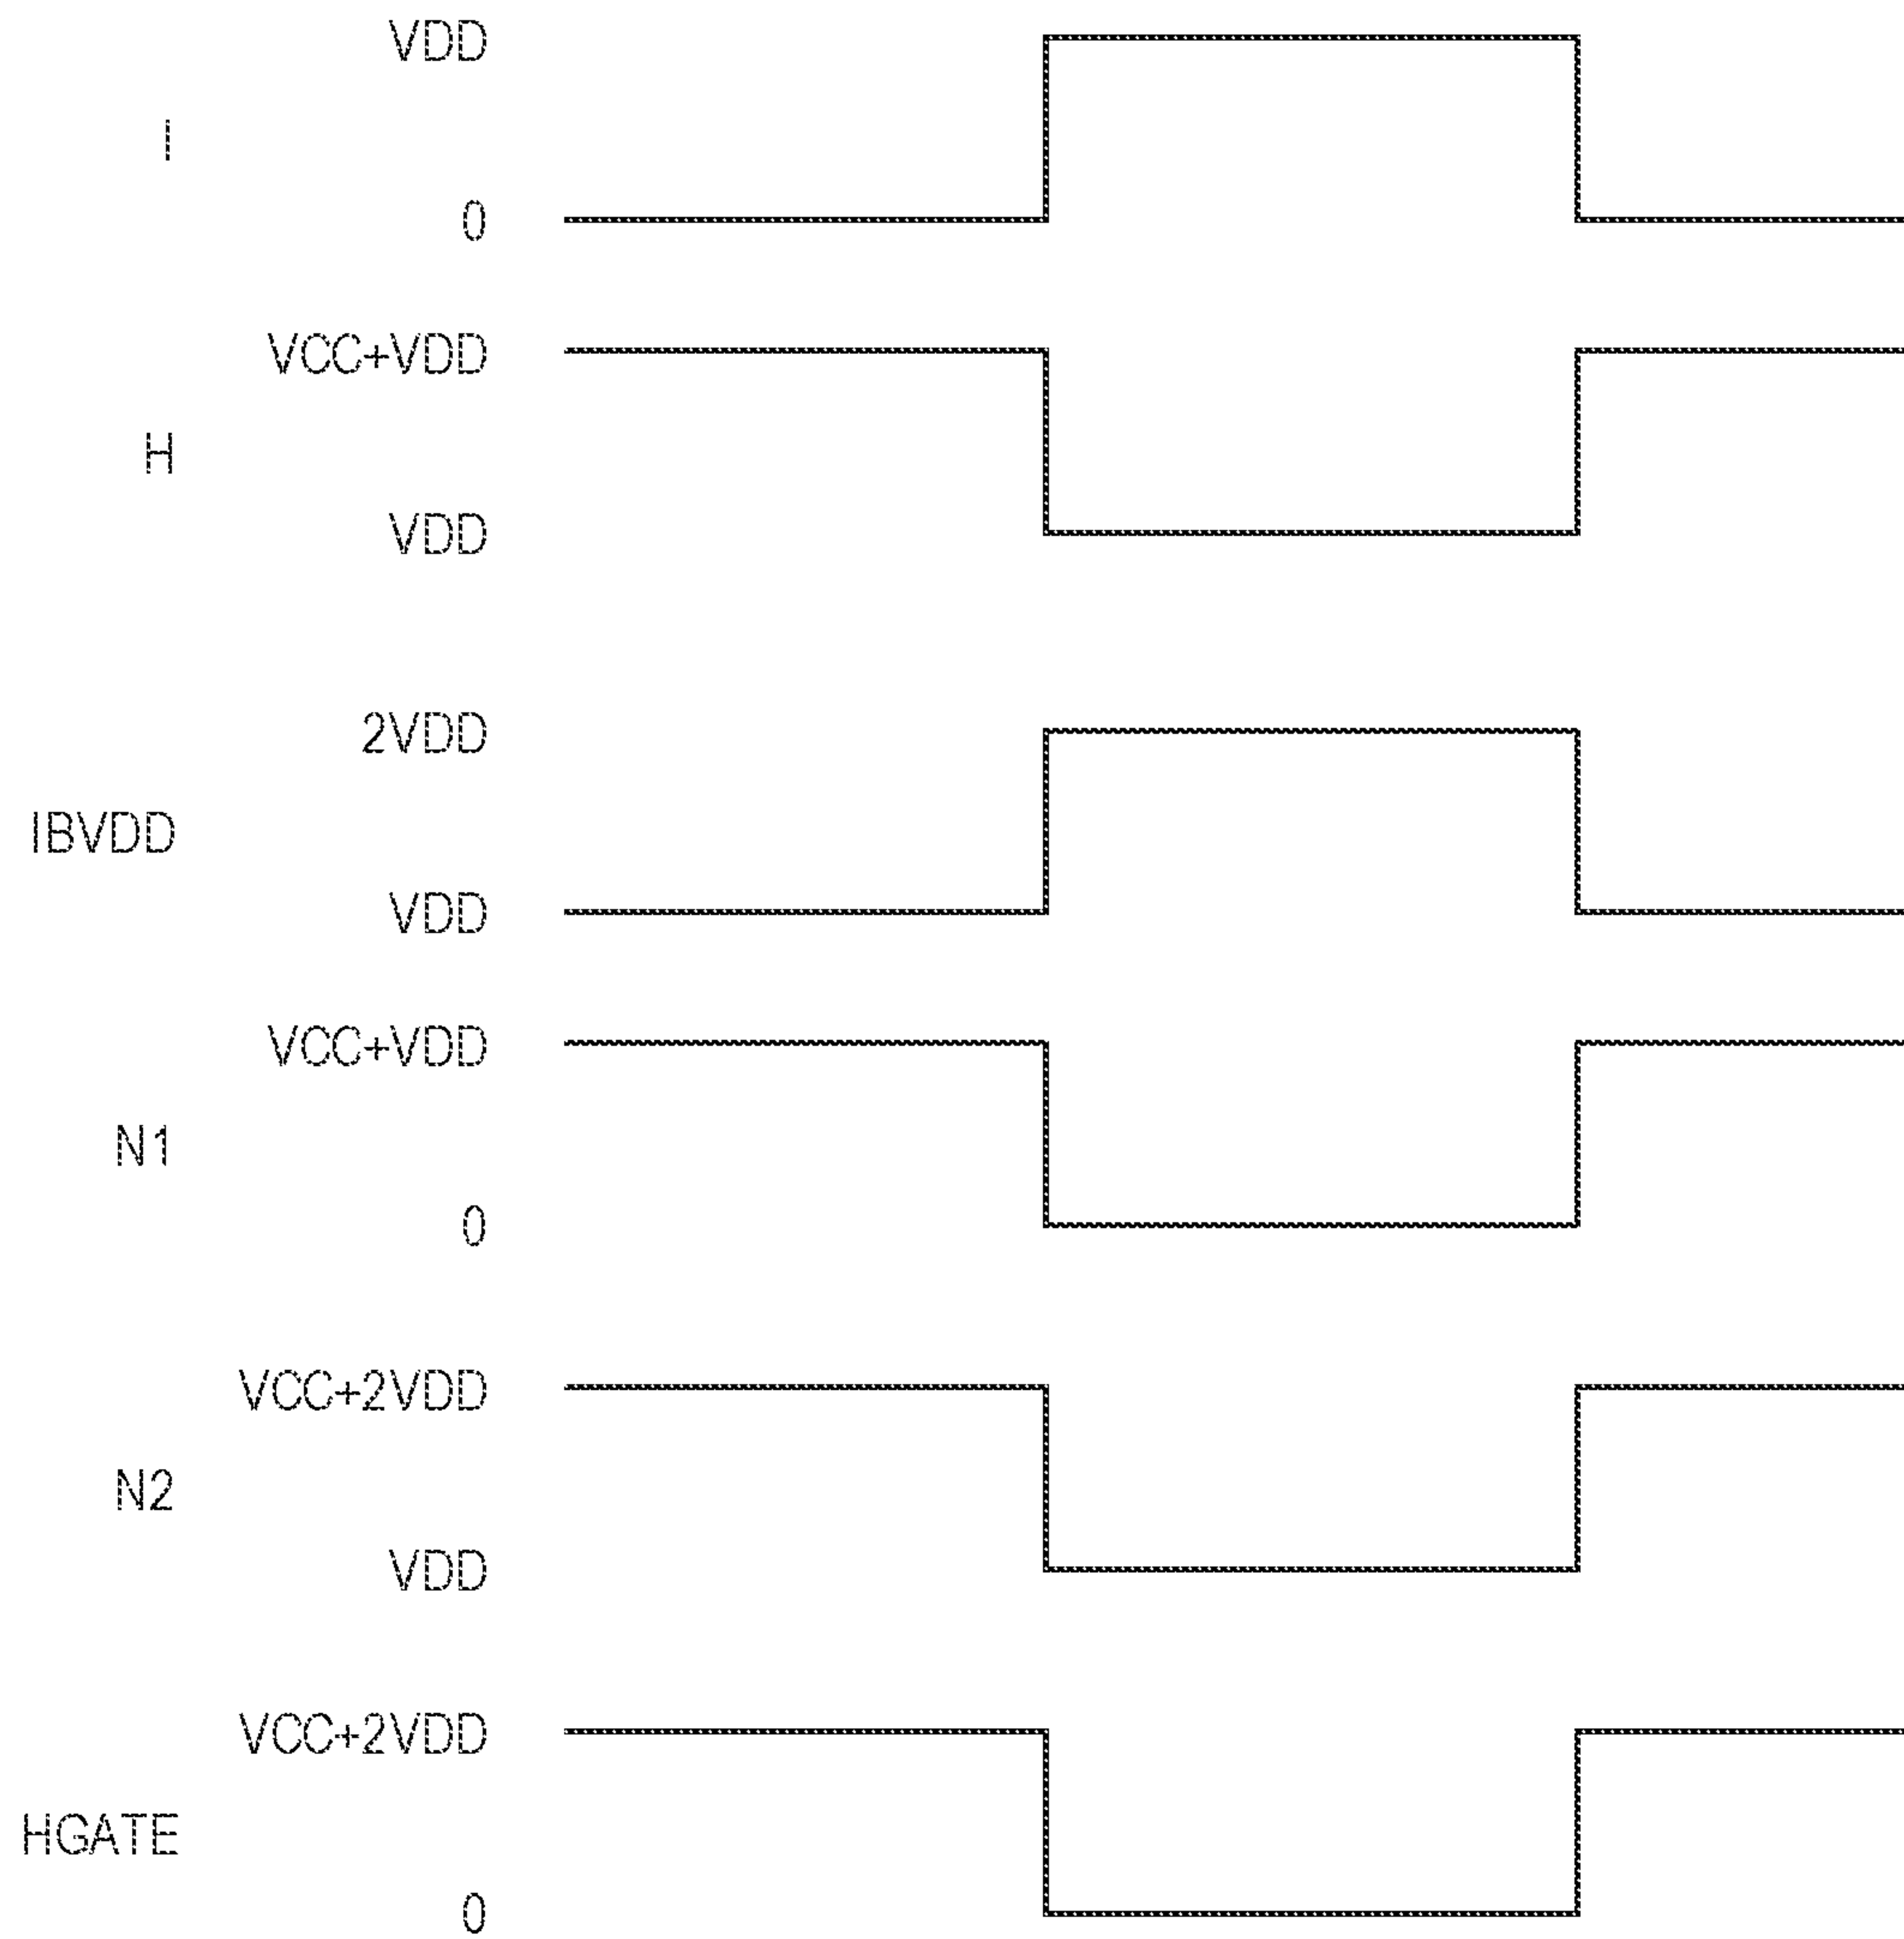 VDD
I
0
VCC+VDD
H
VDD
2VDD
IBVDD
VDD
VCC+VDD
N1
0
VCC+2VDD
N2
VDD
VCC+2VDD
HGATE
0